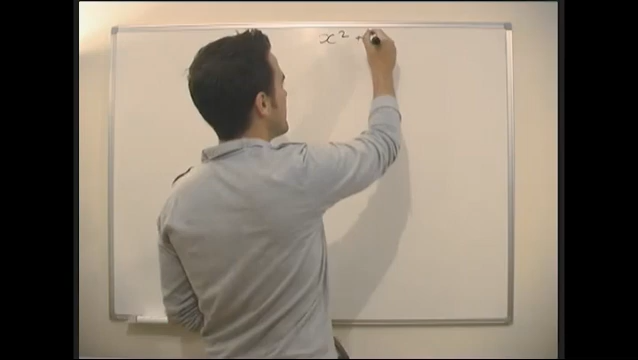 x² +